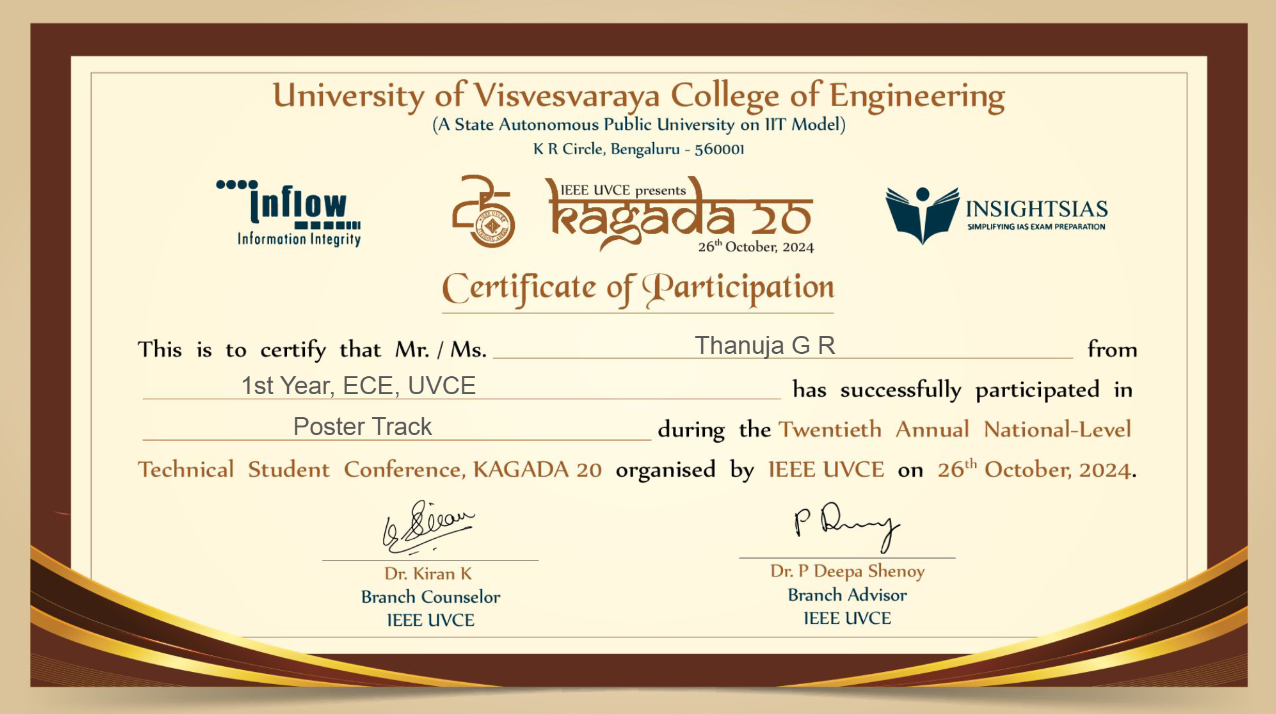 University of Visvesvaraya College of Engineering
(A State Autonomous Public University on IIT Model)
K R Circle, Bengaluru - 560001
inflow
Information Integrity
25
IEEE UVCE presents
kagada 20
26th October, 2024
INSIGHTSIAS
SIMPLIFYING IAS EXAM PREPARATION
Certificate of Participation
This is to certify that Mr. / Ms. Thanuja G R from
1st Year, ECE, UVCE has successfully participated in
Poster Track during the Twentieth Annual National-Level
Technical Student Conference, KAGADA 20 organised by IEEE UVCE on 26th October, 2024.
Dr. Kiran K
Branch Counselor
IEEE UVCE
P Deepa
Dr. P Deepa Shenoy
Branch Advisor
IEEE UVCE